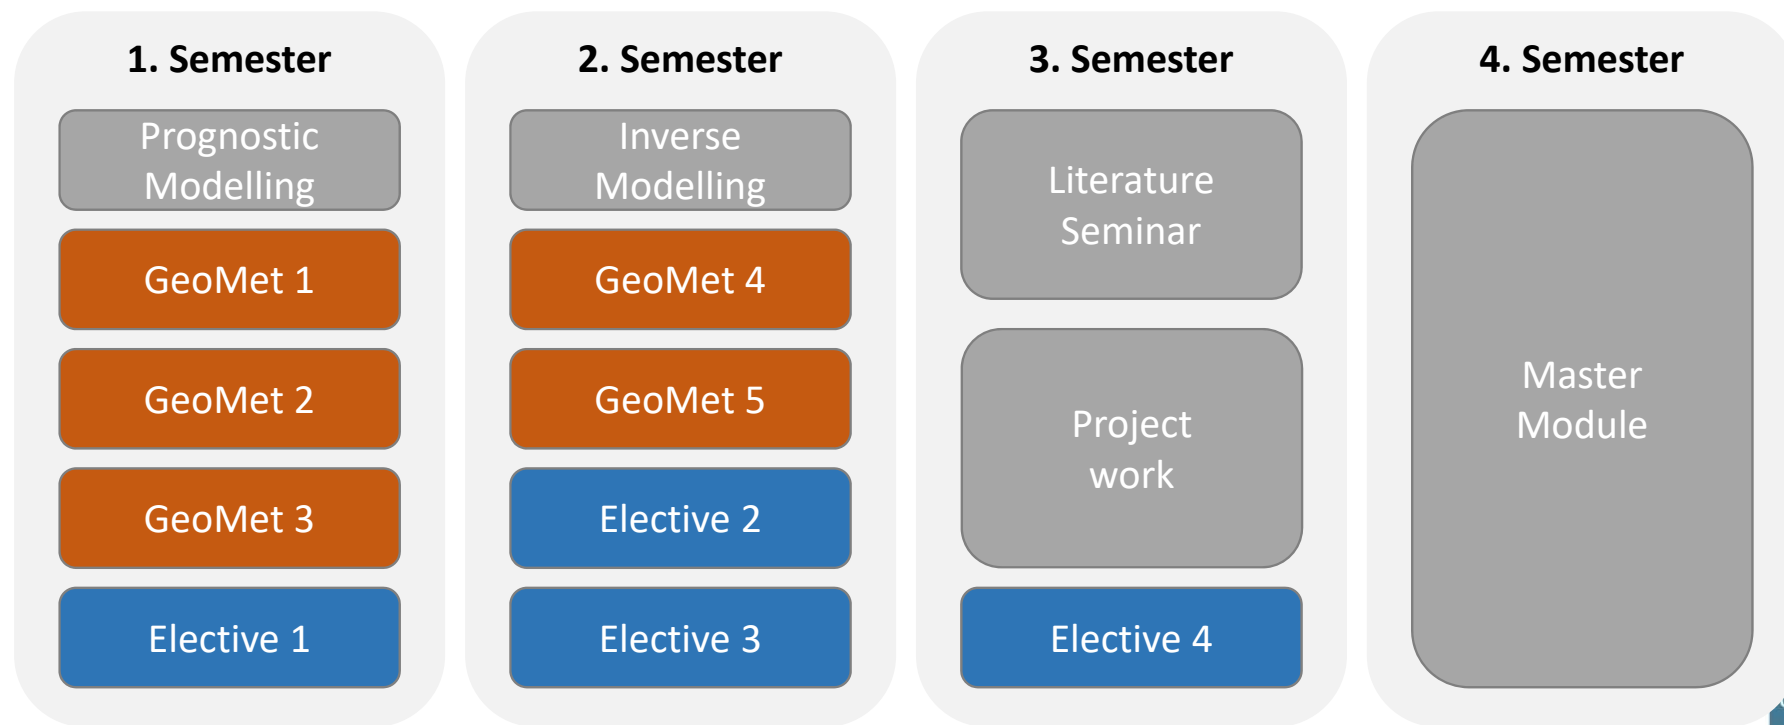 1. Semester
Prognostic
Modelling
GeoMet 1
GeoMet 2
GeoMet 3
Elective 1
2. Semester
Inverse
Modelling
GeoMet 4
GeoMet 5
Elective 2
Elective 3
3. Semester
Literature
Seminar
Project
work
Elective 4
4. Semester
Master
Module